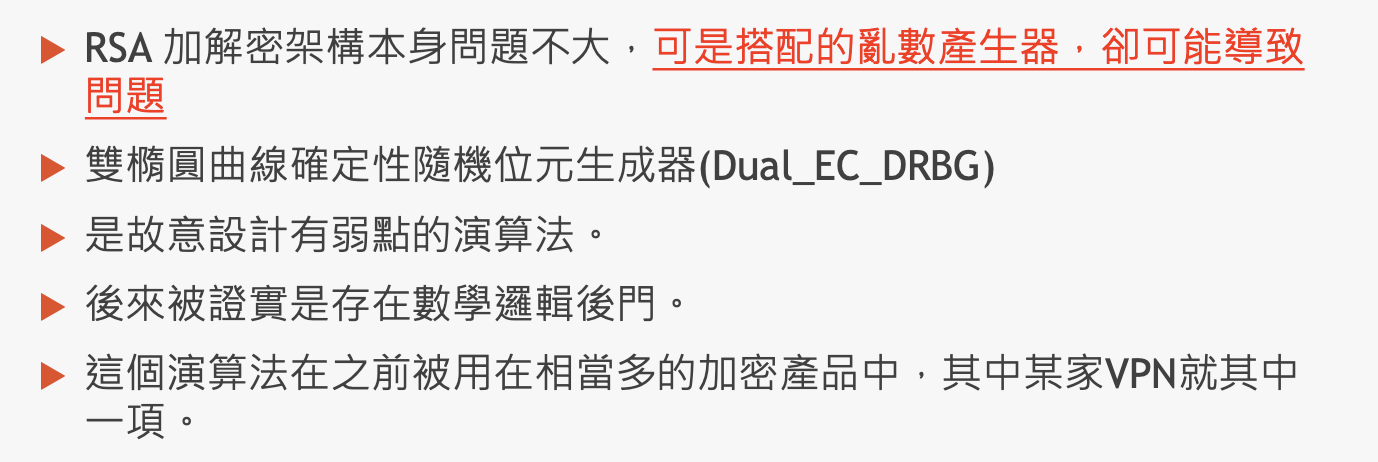 RSA 加解密架構本身問題不大，可是搭配的亂數產生器，卻可能導致
問題
雙橢圓曲線確定性隨機位元生成器(Dual_EC_DRBG)
是故意設計有弱點的演算法。
後來被證實是存在數學邏輯後門。
這個演算法在之前被用在相當多的加密產品中，其中某家VPN就其中
一項。